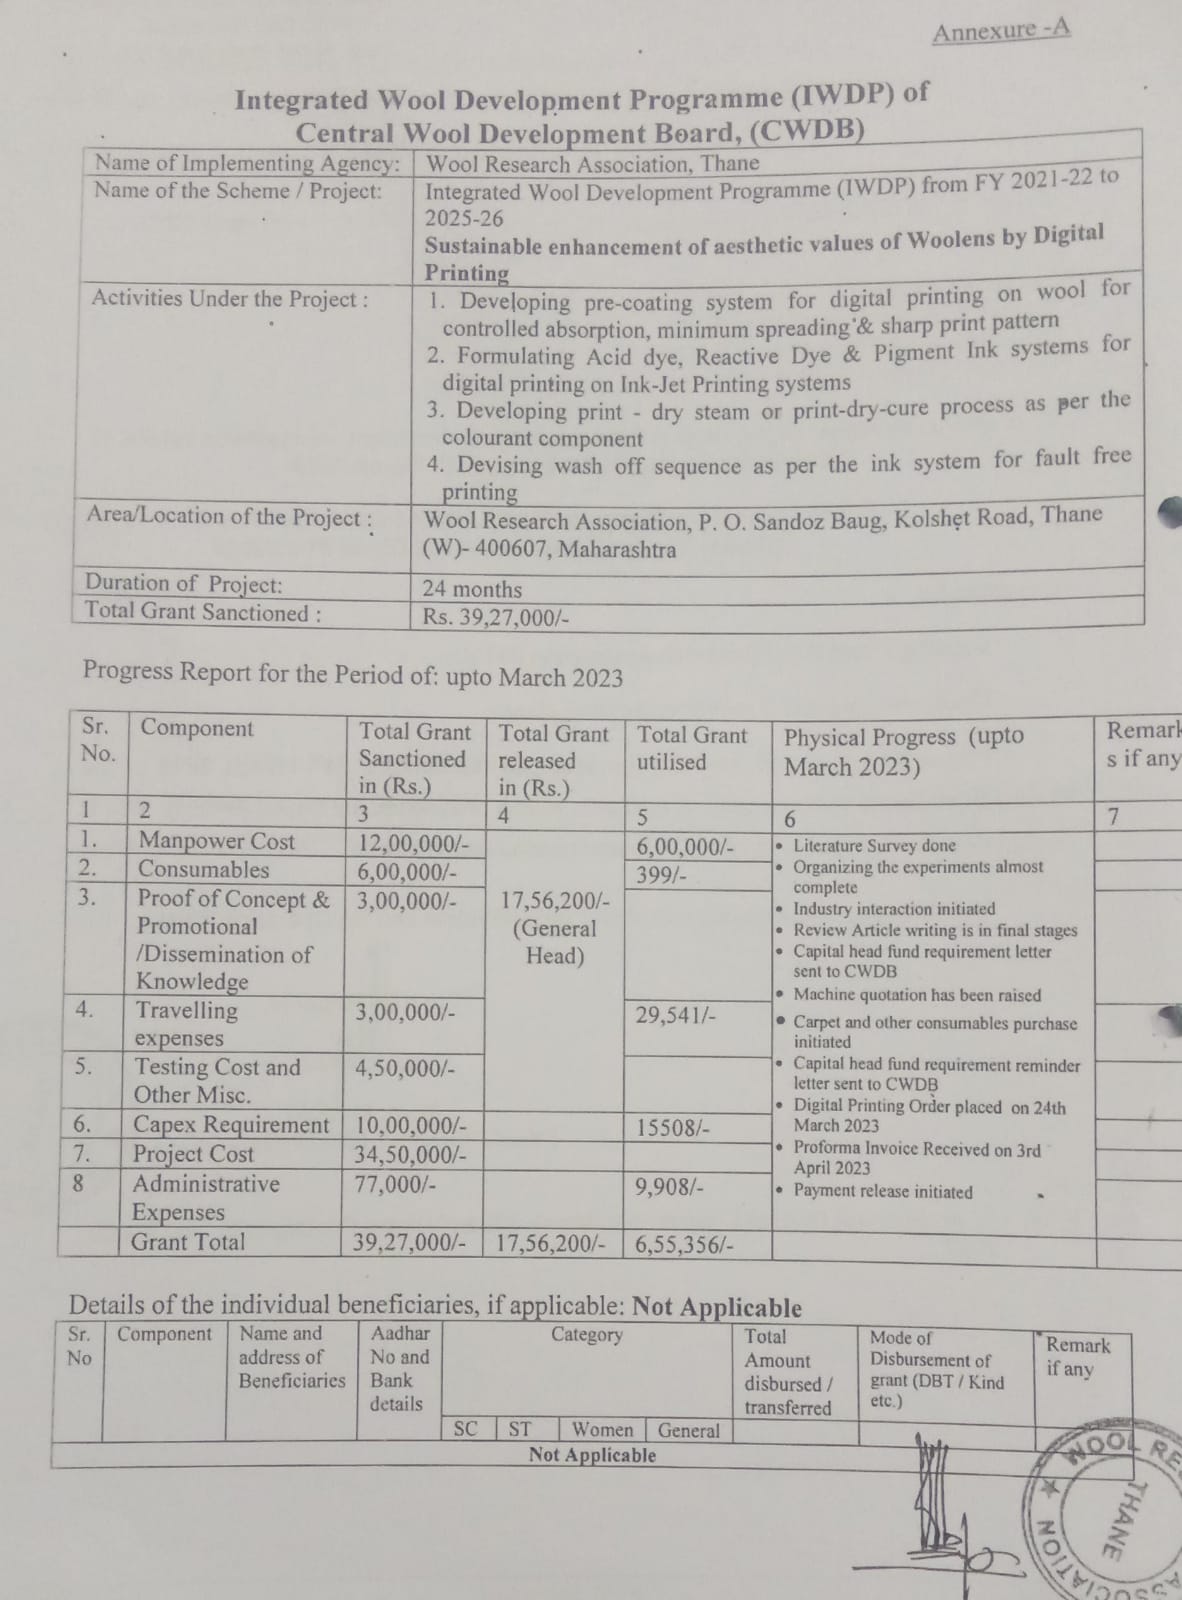 Annexure -A
Integrated Wool Development Programme (IWDP) of
Central Wool Development Board, (CWDB)
Name of Implementing Agency: Wool Research Association, Thane
Name of the Scheme / Project: Integrated Wool Development Programme (IWDP) from FY 2021-22 to
2025-26
Sustainable enhancement of aesthetic values of Woolens by Digital
Printing
Activities Under the Project : 1. Developing pre-coating system for digital printing on wool for
controlled absorption, minimum spreading & sharp print pattern
2. Formulating Acid dye, Reactive Dye & Pigment Ink systems for
digital printing on Ink-Jet Printing systems
3. Developing print - dry steam or print-dry-cure process as per the
colourant component
4. Devising wash off sequence as per the ink system for fault free
printing
Area/Location of the Project : Wool Research Association, P. O. Sandoz Baug, Kolshet Road, Thane
(W)- 400607, Maharashtra
Duration of Project: 24 months
Total Grant Sanctioned : Rs. 39,27,000/-
Progress Report for the Period of: upto March 2023
Sr. No. Component Total Grant Sanctioned in (Rs.) Total Grant released in (Rs.) Total Grant utilised Physical Progress (upto March 2023) Remark s if any
1 2 3 4 5 6 7
1. Manpower Cost 12,00,000/- 6,00,000/-
2. Consumables 6,00,000/- 399/-
3. Proof of Concept & Promotional /Dissemination of Knowledge 3,00,000/-
17,56,200/- (General Head)
4. Travelling expenses 3,00,000/- 29,541/-
5. Testing Cost and Other Misc. 4,50,000/-
6. Capex Requirement 10,00,000/- 15508/-
7. Project Cost 34,50,000/-
8 Administrative Expenses 77,000/- 9,908/-
• Literature Survey done
• Organizing the experiments almost
complete
• Industry interaction initiated
• Review Article writing is in final stages
• Capital head fund requirement letter
sent to CWDB
• Machine quotation has been raised
• Carpet and other consumables purchase
initiated
• Capital head fund requirement reminder
letter sent to CWDB
• Digital Printing Order placed on 24th
March 2023
• Proforma Invoice Received on 3rd
April 2023
• Payment release initiated
Grant Total 39,27,000/- 17,56,200/- 6,55,356/-
Details of the individual beneficiaries, if applicable: Not Applicable
Sr. No Component Name and address of Beneficiaries Aadhar No and Bank details Category Total Amount disbursed / transferred Mode of Disbursement of grant (DBT / Kind etc.) Remark if any
SC ST Women General
Not Applicable
WOOL RE
THANE
ASSOCIATION